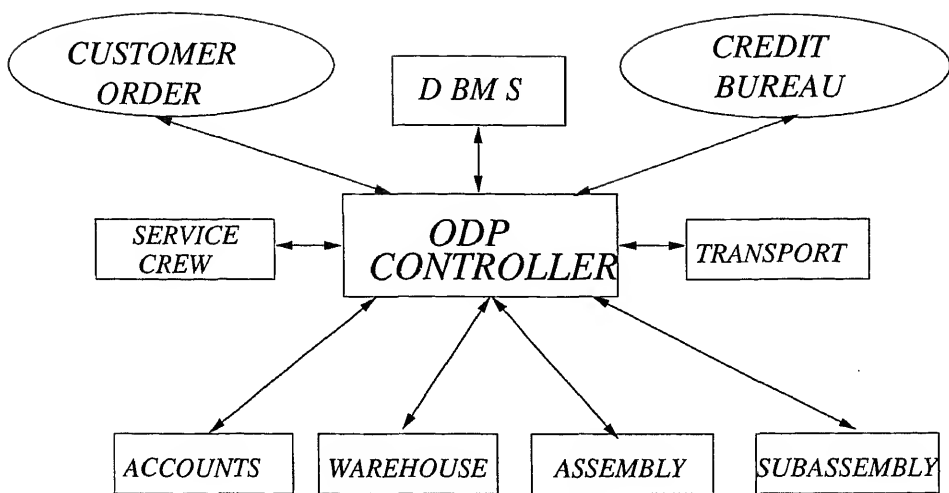 CUSTOMER
ORDER
D BM S
CREDIT
BUREAU
SERVICE
CREW
ODP
CONTROLLER
TRANSPORT
ACCOUNTS
WAREHOUSE
ASSEMBLY
SUBASSEMBLY